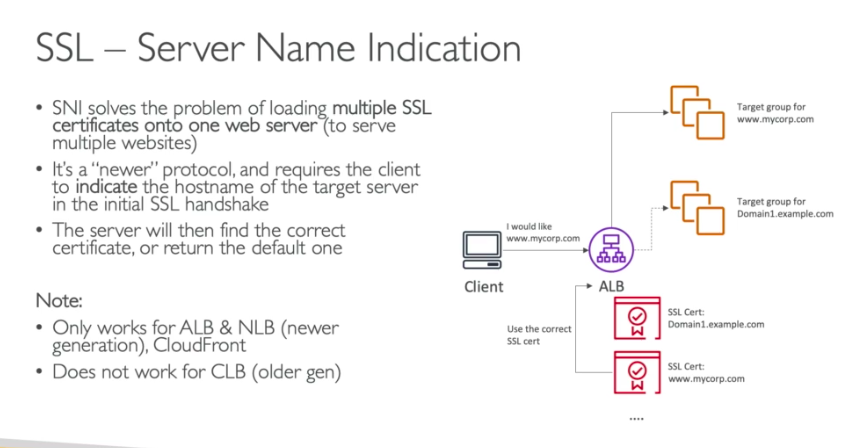 SSL – Server Name Indication
• SNI solves the problem of loading multiple SSL
certificates onto one web server (to serve
multiple websites)
• It's a "newer" protocol, and requires the client
to indicate the hostname of the target server
in the initial SSL handshake
• The server will then find the correct
certificate, or return the default one
Note:
• Only works for ALB & NLB (newer
generation), CloudFront
• Does not work for CLB (older gen)
Target group for
www.mycorp.com
Target group for
Domain1.example.com
I would like
www.mycorp.com
Client
ALB
Use the correct
SSL cert
SSL Cert:
Domain1.example.com
SSL Cert:
www.mycorp.com
....